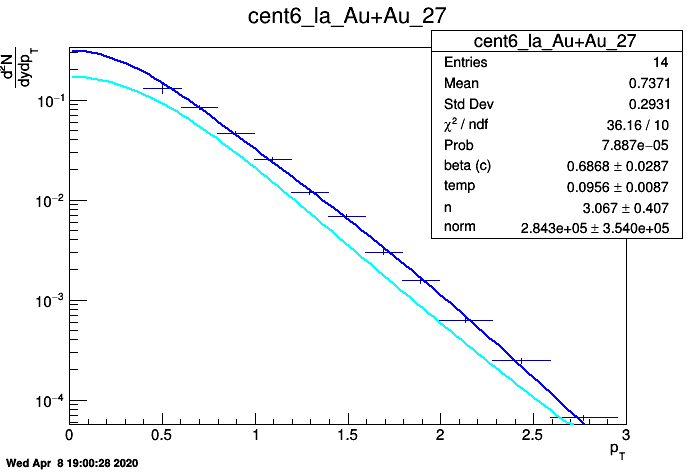 cent6_la_Au+Au_27
d²N
dydp_T
cent6_la_Au+Au_27
Entries 14
Mean 0.7371
Std Dev 0.2931
χ² / ndf 36.16 / 10
Prob 7.887e−05
beta (c) 0.6868 ± 0.0287
temp 0.0956 ± 0.0087
n 3.067 ± 0.407
norm 2.843e+05 ± 3.540e+05
10⁻¹
10⁻²
10⁻³
10⁻⁴
0 0.5 1 1.5 2 2.5 3
p_T
Wed Apr 8 19:00:28 2020